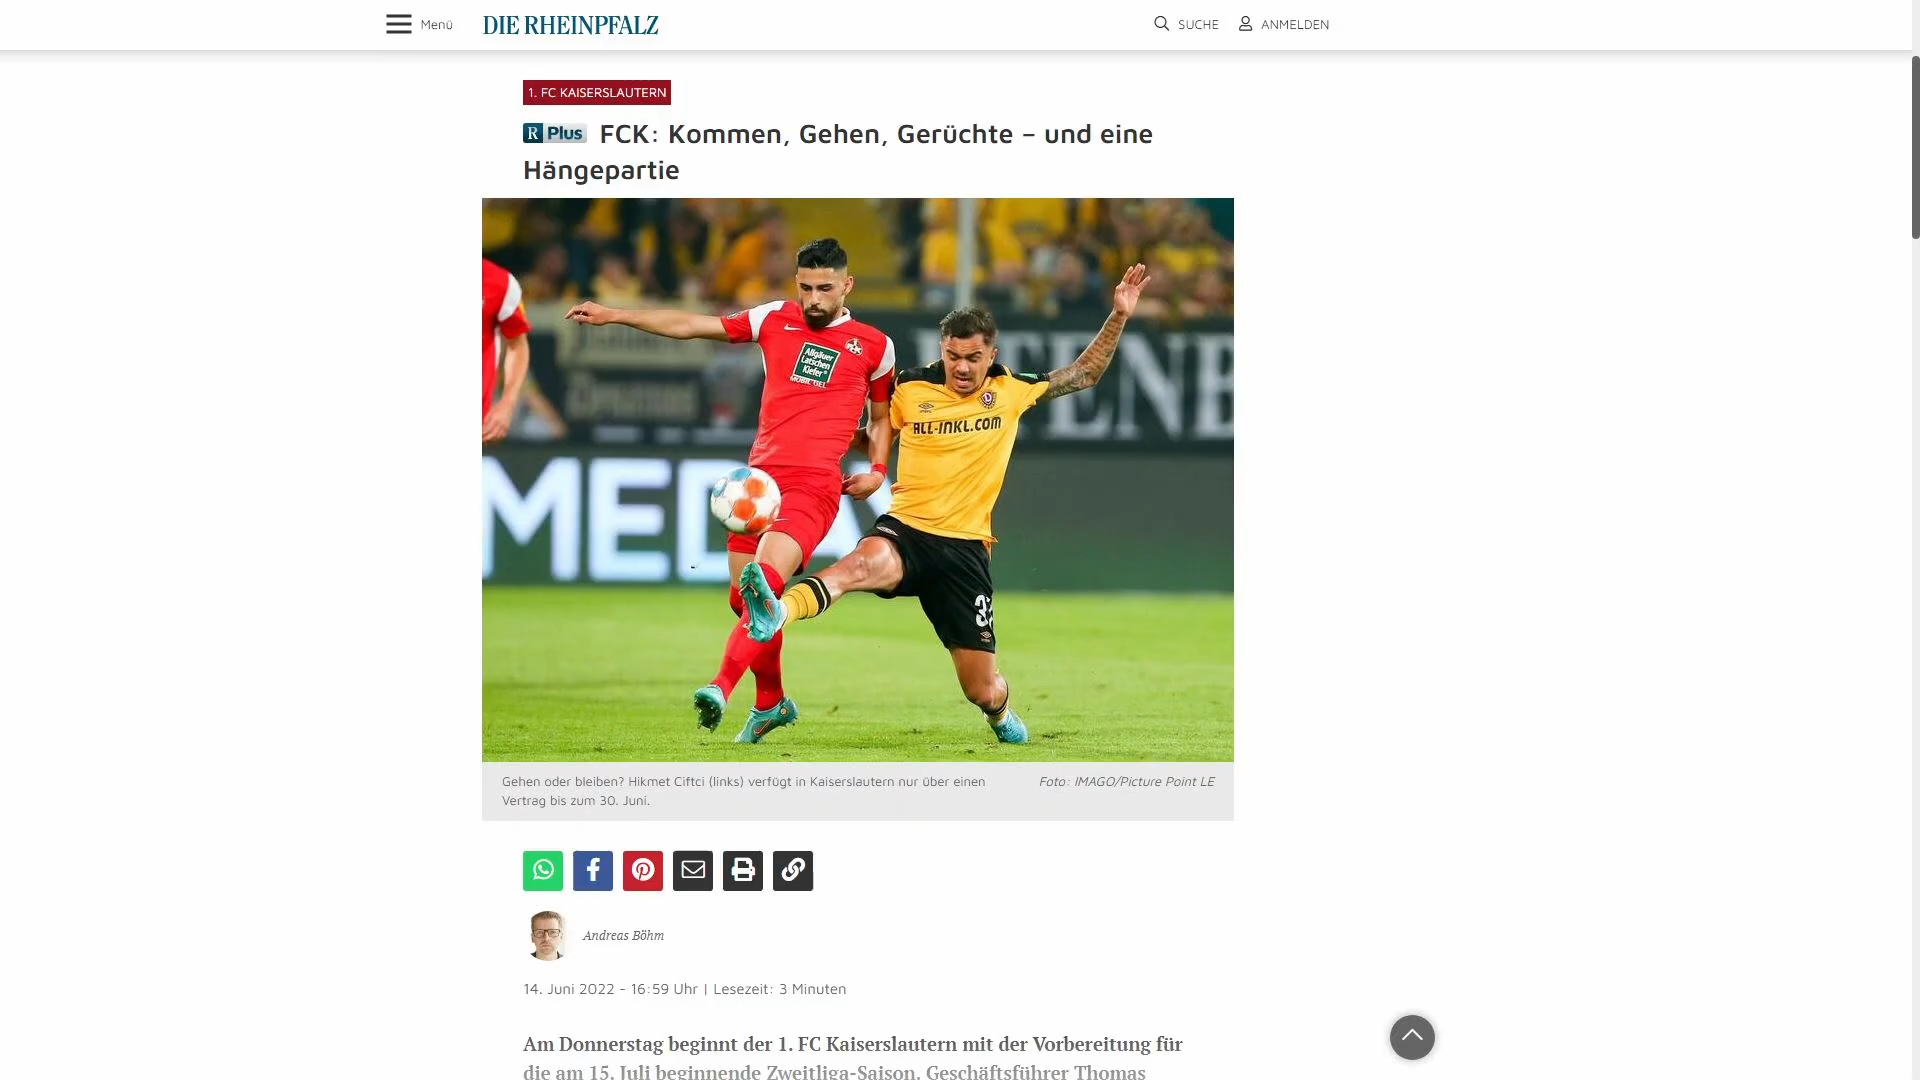 Menü
DIE RHEINPFALZ
SUCHE
ANMELDEN
1. FC KAISERSLAUTERN
R Plus FCK: Kommen, Gehen, Gerüchte – und eine
Hängepartie
Allgäuer
Latschen
Kiefer
MOBIL GEL
FCK
D
ALL-INKL.COM
ENB
MEDIA
Gehen oder bleiben? Hikmet Ciftci (links) verfügt in Kaiserslautern nur über einen
Vertrag bis zum 30. Juni.
Foto: IMAGO/Picture Point LE
Andreas Böhm
14. Juni 2022 - 16:59 Uhr | Lesezeit: 3 Minuten
Am Donnerstag beginnt der 1. FC Kaiserslautern mit der Vorbereitung für
die am 15. Juli beginnende Zweitliga-Saison. Geschäftsführer Thomas